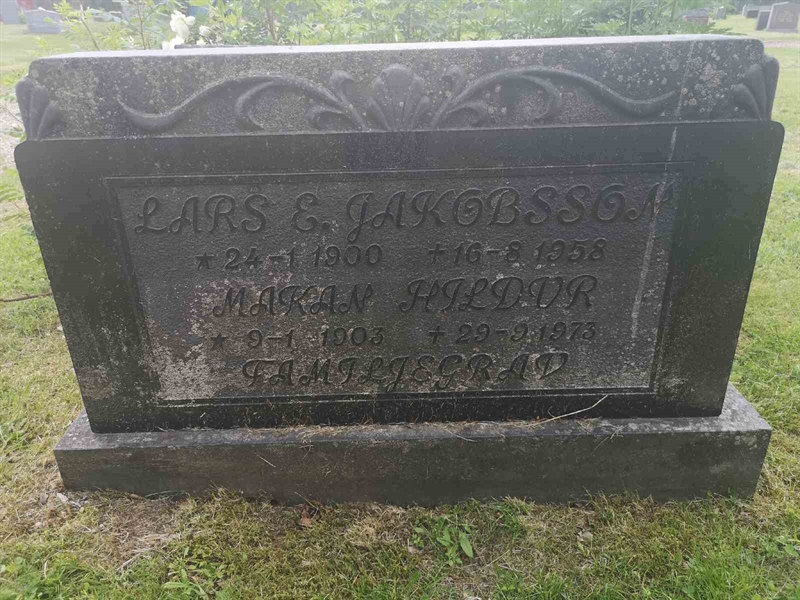 LARS E. JAKOBSSON
★ 24-1 1900 + 16-8 1958
MAKAN HILDUR
★ 9-1 1903 + 29-9 1973
FAMILJEGRAV